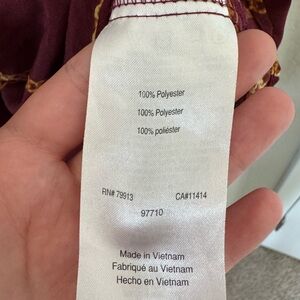 100% Polyester
100% Polyester
100% poliéster
RN# 79913 CA#11414
97710
Made in Vietnam
Fabriqué au Vietnam
Hecho en Vietnam